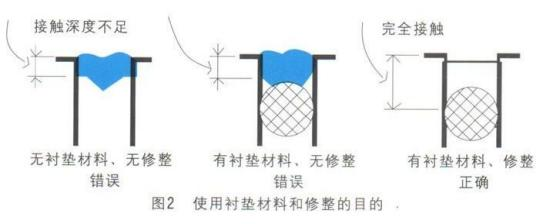 接触深度不足
完全接触
无衬垫材料、无修整
错误
有衬垫材料、无修整
错误
有衬垫材料、修整
正确
图2 使用衬垫材料和修整的目的 .